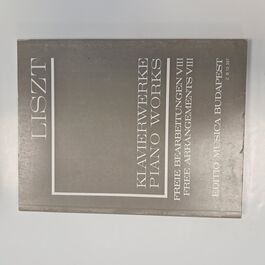 LISZT
KLAVIERWERKE
PIANO WORKS
FREIE BEARBEITUNGEN VIII
FREE ARRANGEMENTS VIII
EDITIO MUSICA BUDAPEST